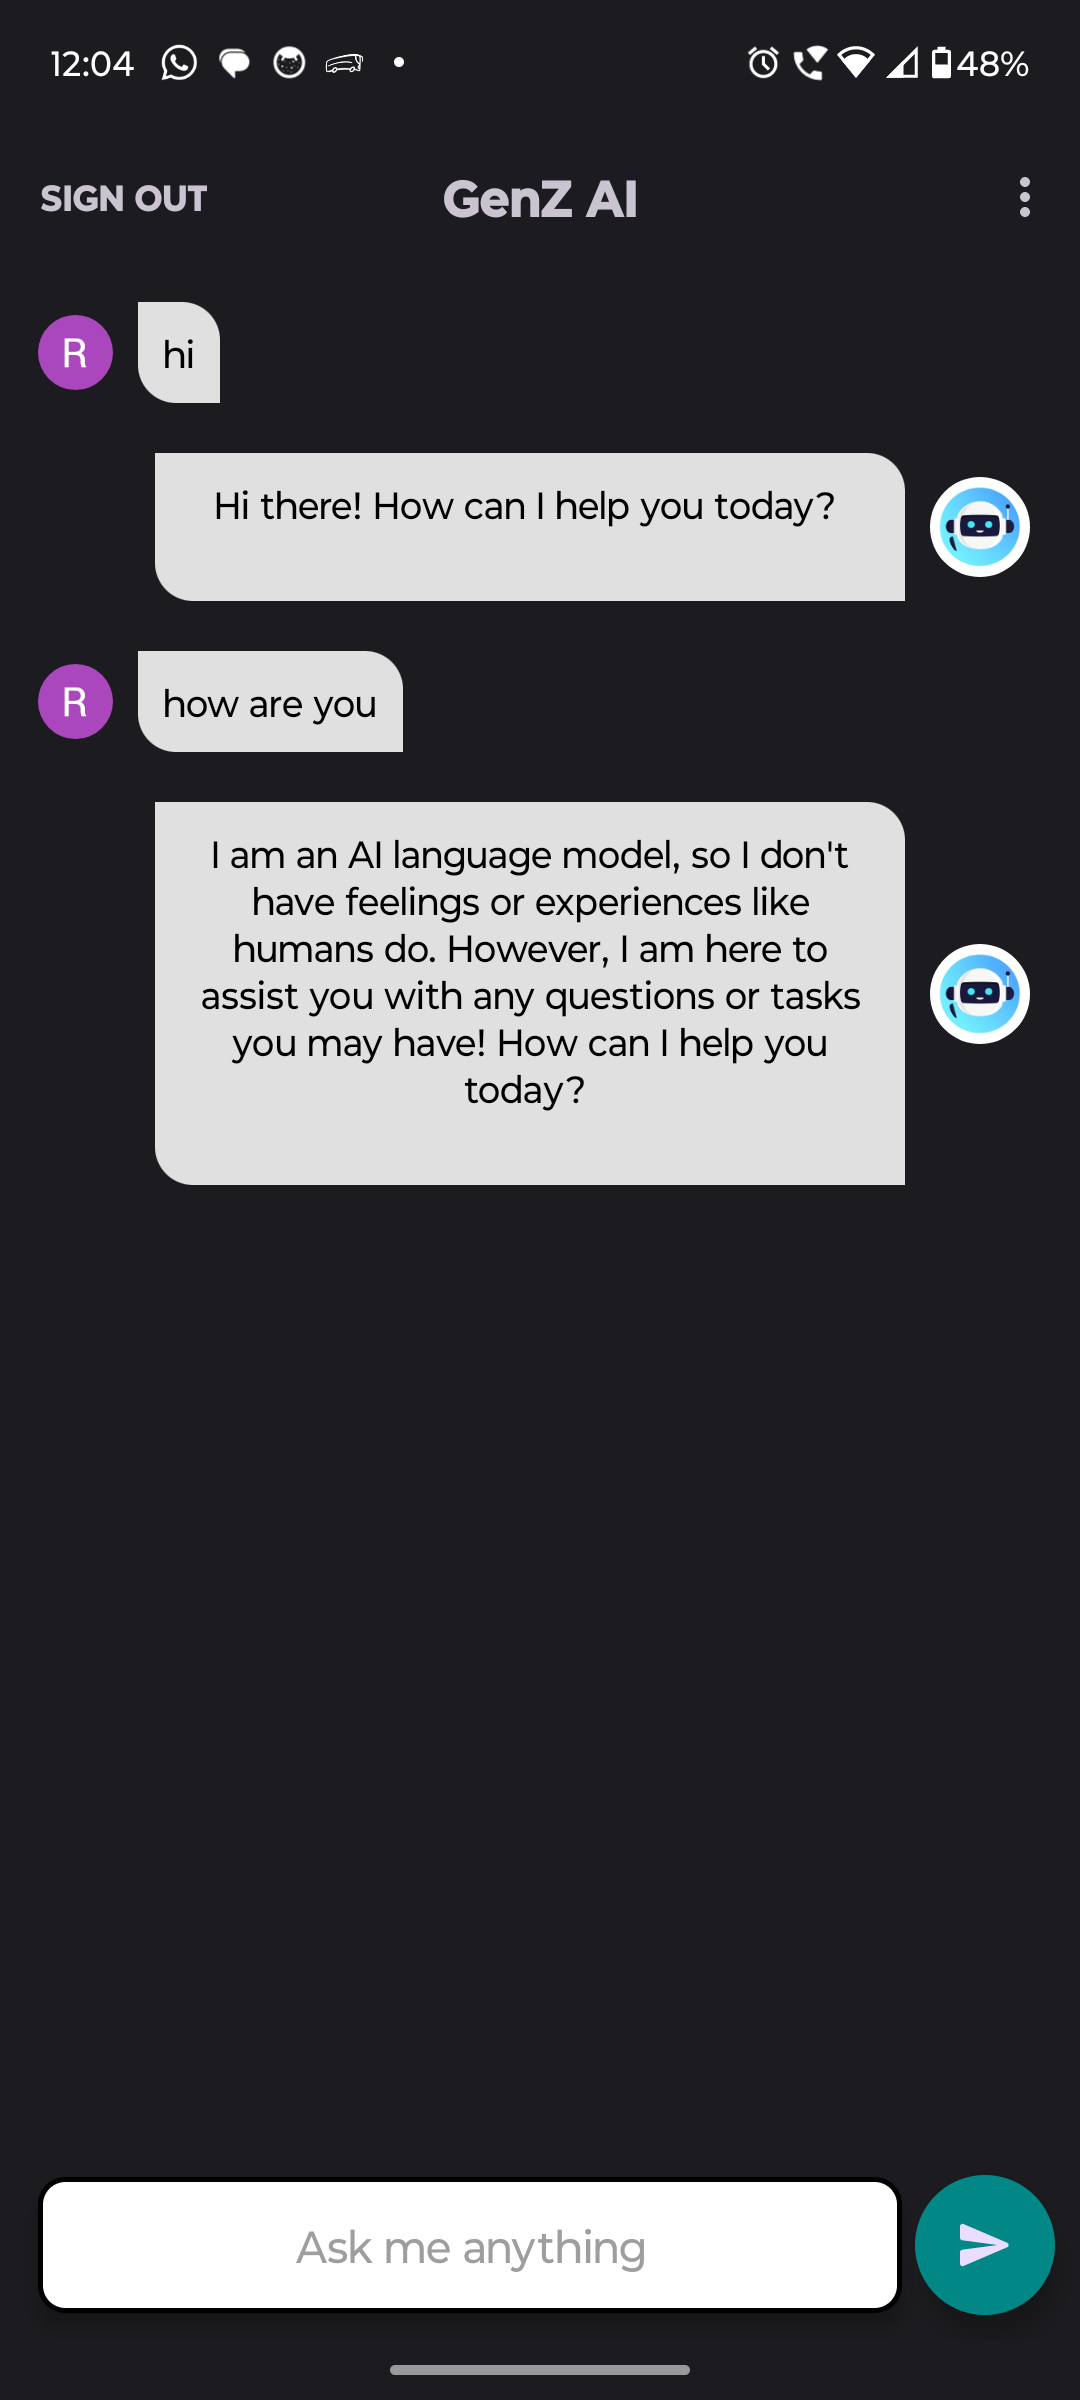 12:04
48%
SIGN OUT
GenZ AI
R
hi
Hi there! How can I help you today?
R
how are you
I am an AI language model, so I don't
have feelings or experiences like
humans do. However, I am here to
assist you with any questions or tasks
you may have! How can I help you
today?
Ask me anything